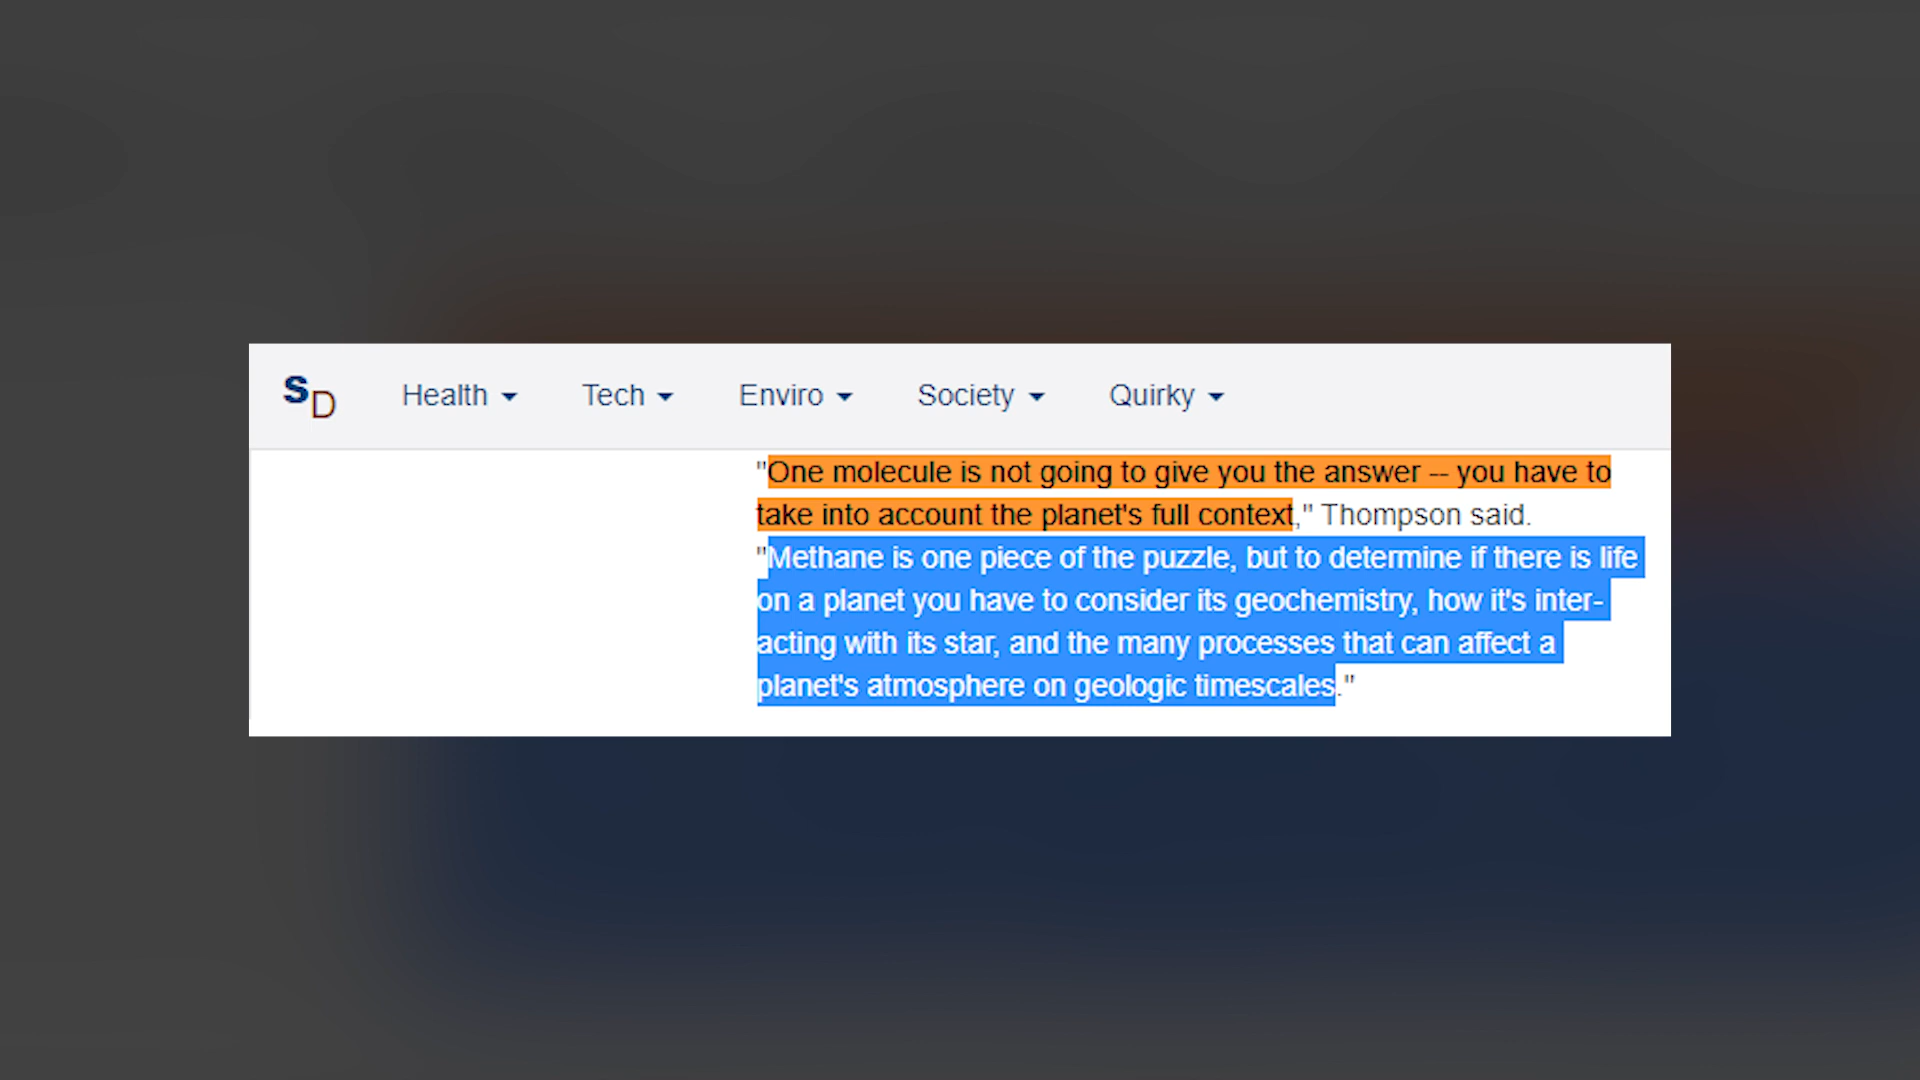 SD Health Tech Enviro Society Quirky
"One molecule is not going to give you the answer -- you have to
take into account the planet's full context," Thompson said.
"Methane is one piece of the puzzle, but to determine if there is life
on a planet you have to consider its geochemistry, how it's inter-
acting with its star, and the many processes that can affect a
planet's atmosphere on geologic timescales."